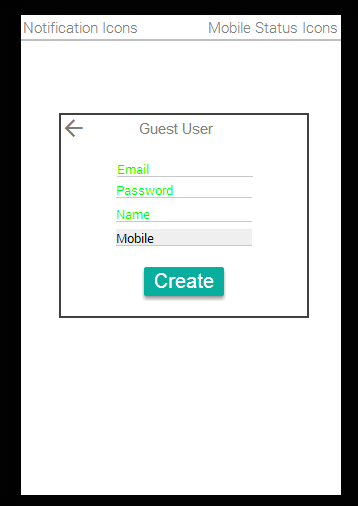 Notification Icons Mobile Status Icons
Guest User
Email
Password
Name
Mobile
Create